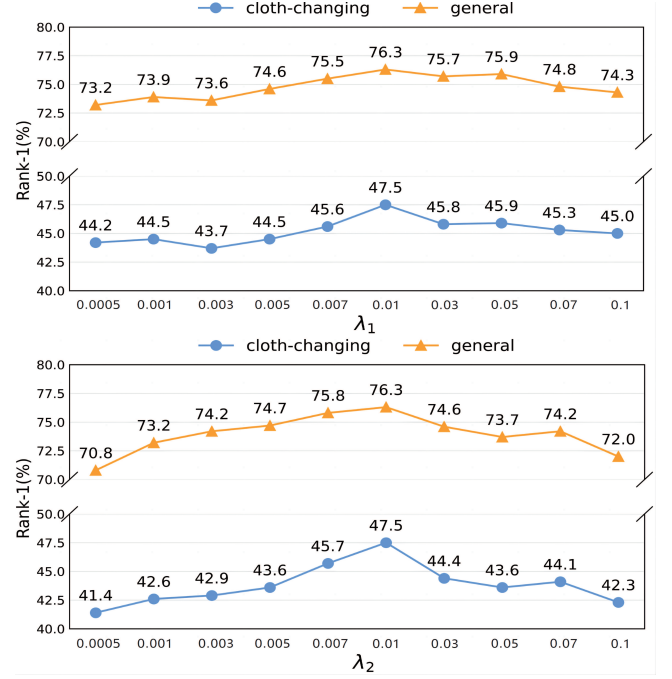 cloth-changing general
80.0
76.3
75.5 75.7 75.9
77.5
74.6 74.8 74.3
73.2 73.9 73.6
75.0
72.5
70.0
Rank-1(%)
50.0
47.5
47.5
45.6 45.8 45.9 45.3 45.0
44.2 44.5 43.7 44.5
45.0
42.5
40.0
0.0005 0.001 0.003 0.005 0.007 0.01 0.03 0.05 0.07 0.1
λ1
cloth-changing general
80.0
77.5
75.8 76.3
74.2 74.7 74.6 73.7 74.2
73.2
75.0
72.0
70.8
72.5
70.0
Rank-1(%)
50.0
47.5
47.5
45.7
44.4 44.1
43.6 43.6
42.6 42.9 42.3
41.4
45.0
42.5
40.0
0.0005 0.001 0.003 0.005 0.007 0.01 0.03 0.05 0.07 0.1
λ2